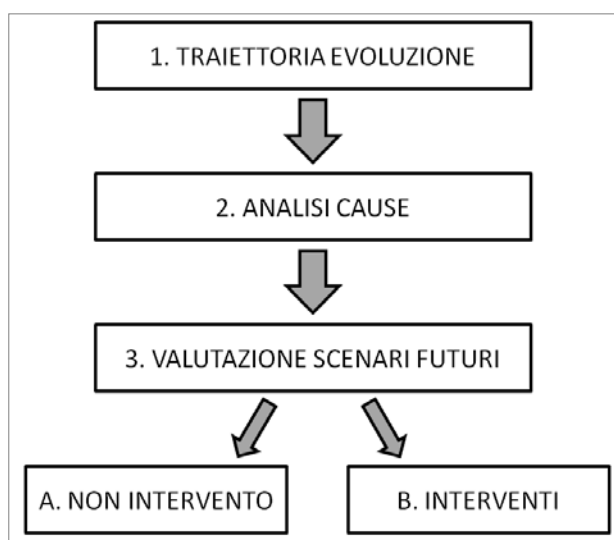 1. TRAIETTORIA EVOLUZIONE
2. ANALISI CAUSE
3. VALUTAZIONE SCENARI FUTURI
A. NON INTERVENTO
B. INTERVENTI